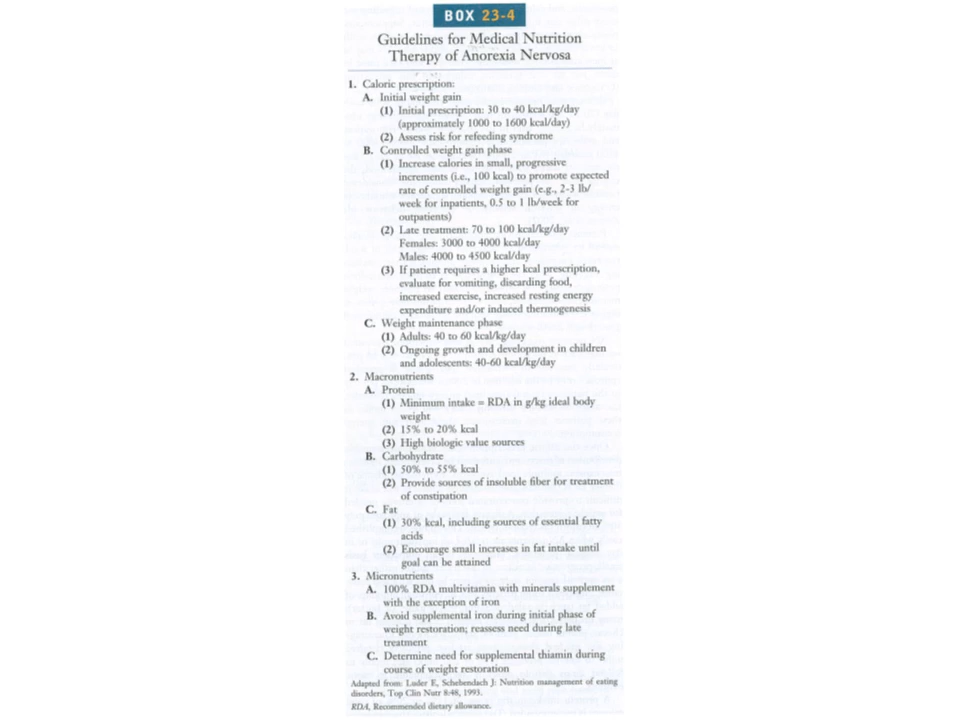 BOX 23-4
Guidelines for Medical Nutrition
Therapy of Anorexia Nervosa
1. Caloric prescription:
A. Initial weight gain
(1) Initial prescription: 30 to 40 kcal/kg/day
(approximately 1000 to 1600 kcal/day)
(2) Assess risk for refeeding syndrome
B. Controlled weight gain phase
(1) Increase calories in small, progressive
increments (i.e., 100 kcal) to promote expected
rate of controlled weight gain (e.g., 2-3 lb/
week for inpatients, 0.5 to 1 lb/week for
outpatients)
(2) Late treatment: 70 to 100 kcal/kg/day
Females: 3000 to 4000 kcal/day
Males: 4000 to 4500 kcal/day
(3) If patient requires a higher kcal prescription,
evaluate for vomiting, discarding food,
increased exercise, increased resting energy
expenditure and/or induced thermogenesis
C. Weight maintenance phase
(1) Adults: 40 to 60 kcal/kg/day
(2) Ongoing growth and development in children
and adolescents: 40-60 kcal/kg/day
2. Macronutrients
A. Protein
(1) Minimum intake = RDA in g/kg ideal body
weight
(2) 15% to 20% kcal
(3) High biologic value sources
B. Carbohydrate
(1) 50% to 55% kcal
(2) Provide sources of insoluble fiber for treatment
of constipation
C. Fat
(1) 30% kcal, including sources of essential fatty
acids
(2) Encourage small increases in fat intake until
goal can be attained
3. Micronutrients
A. 100% RDA multivitamin with minerals supplement
with the exception of iron
B. Avoid supplemental iron during initial phase of
weight restoration; reassess need during late
treatment
C. Determine need for supplemental thiamin during
course of weight restoration
Adapted from: Luder E, Schebendach J: Nutrition management of eating
disorders, Top Clin Nutr 8:48, 1993.
RDA, Recommended dietary allowance.